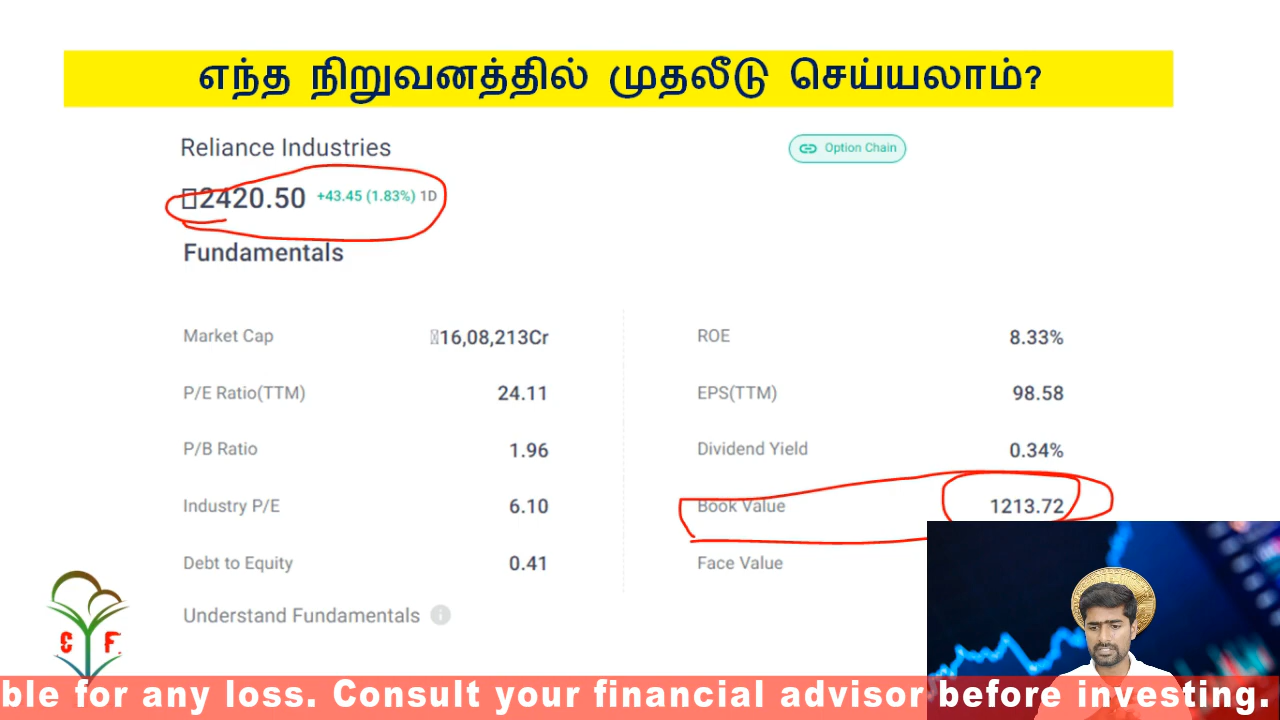 எந்த நிறுவனத்தில் முதலீடு செய்யலாம்?
Reliance Industries
Option Chain
2420.50 +43.45 (1.83%) 1D
Fundamentals
Market Cap 16,08,213Cr
ROE 8.33%
P/E Ratio(TTM) 24.11
EPS(TTM) 98.58
P/B Ratio 1.96
Dividend Yield 0.34%
Industry P/E 6.10
Book Value 1213.72
Debt to Equity 0.41
Face Value
Understand Fundamentals
C F
ble for any loss. Consult your financial advisor before investing.